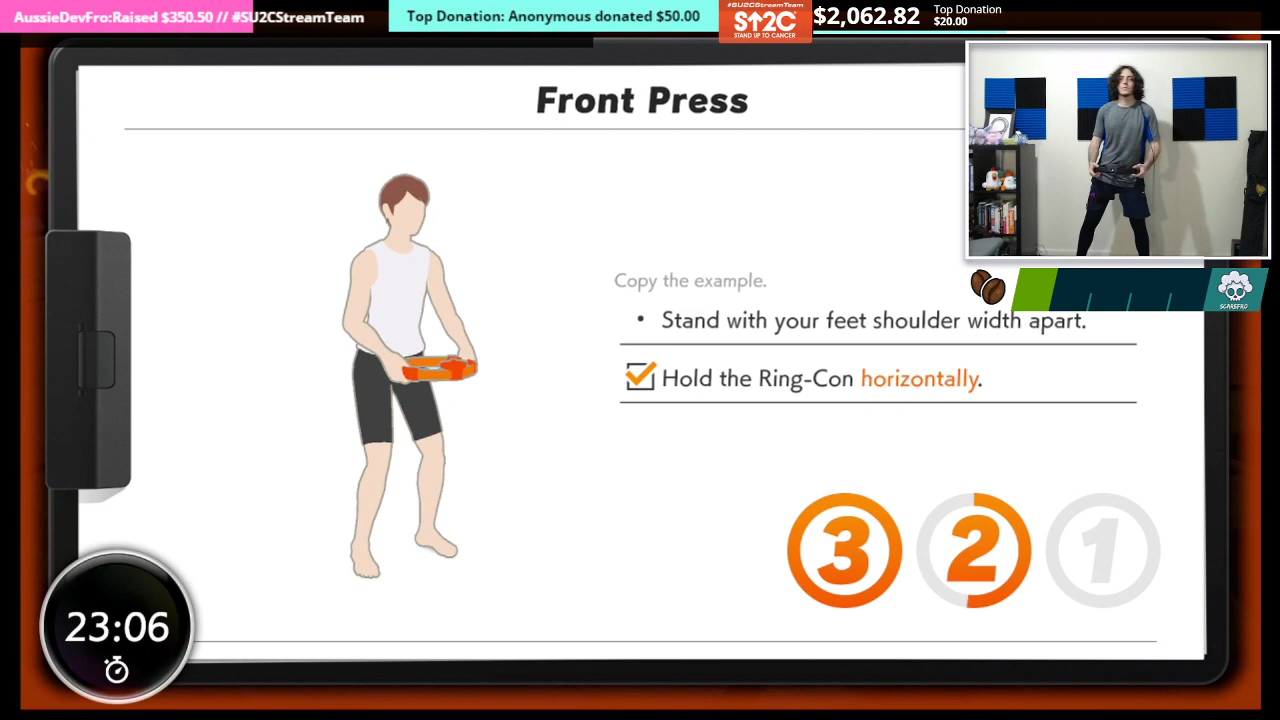 AussieDevFro:Raised $350.50 // #SU2CStreamTeam
Top Donation: Anonymous donated $50.00
#SU2CStreamTeam
S↑2C
STAND UP TO CANCER
$2,062.82
Top Donation
$20.00
Front Press
Copy the example.
• Stand with your feet shoulder width apart.
Hold the Ring-Con horizontally.
SCARSFRO
3 2 1
23:06